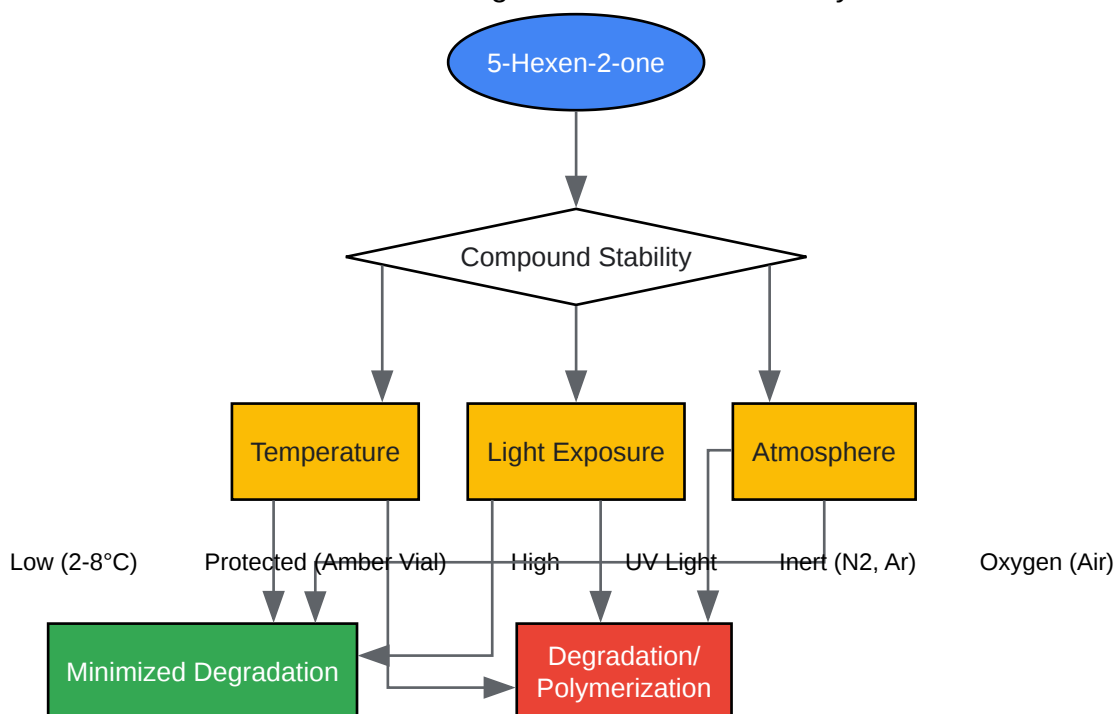 5-Hexen-2-one
Compound Stability
Temperature
Light Exposure
Atmosphere
Low (2-8°C)
Protected (Amber Vial)
High
UV Light
Inert (N2, Ar)
Oxygen (Air)
Minimized Degradation
Degradation/
Polymerization